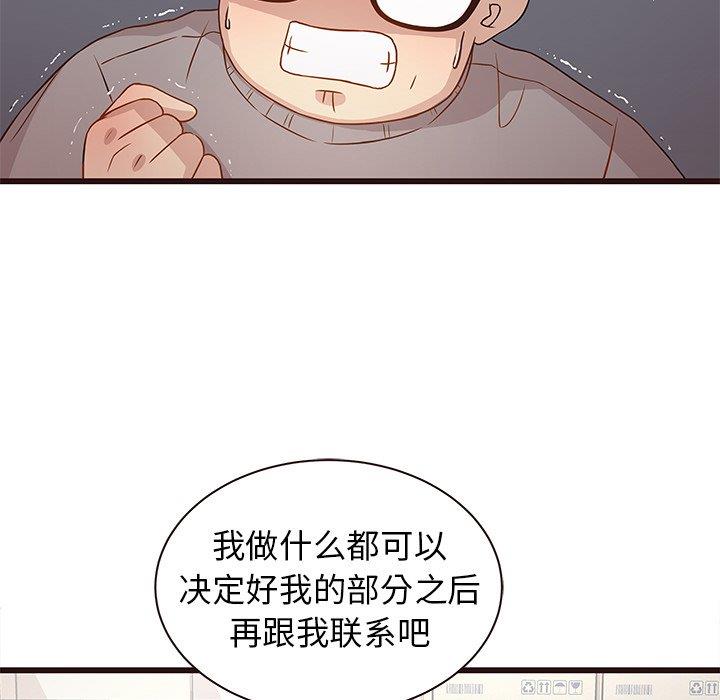 我做什么都可以
决定好我的部分之后
再跟我联系吧